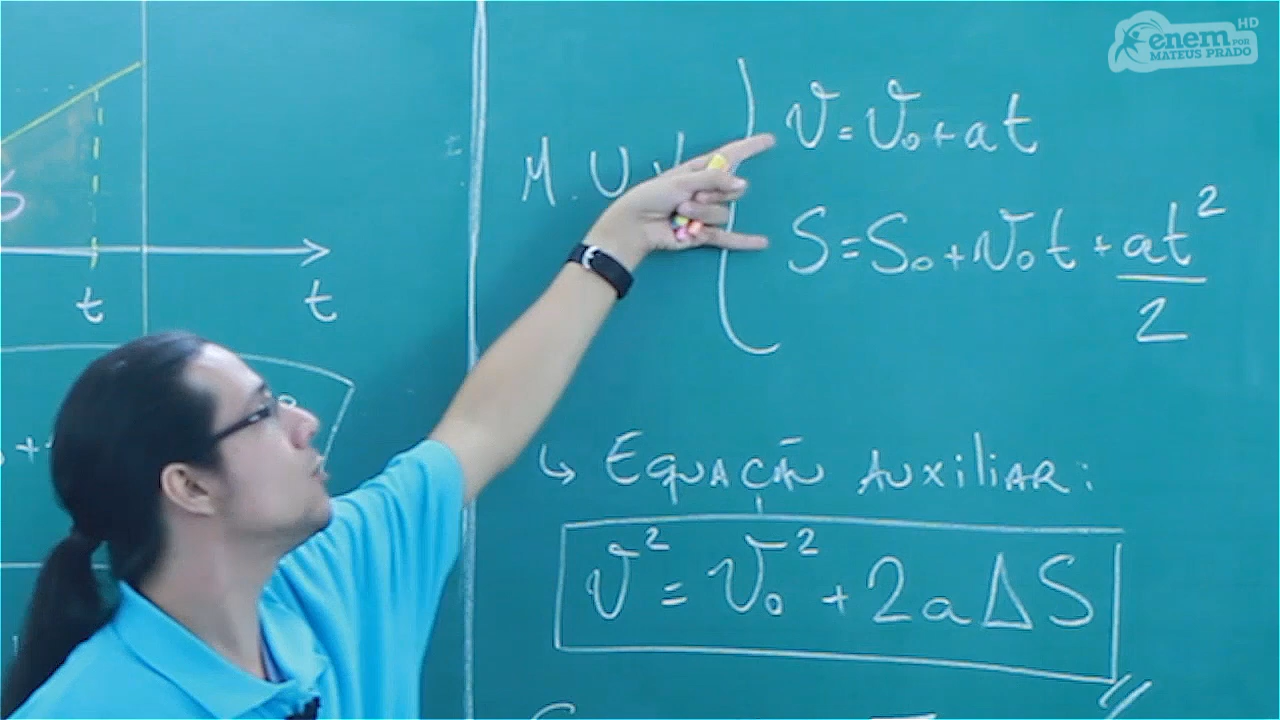 enem HD
POR
MATEUS PRADO
t
t
M.U.V
v = v₀ + at
S = S₀ + v₀t + at²/2
↳ EQUAÇÃO AUXILIAR:
v² = v₀² + 2aΔS